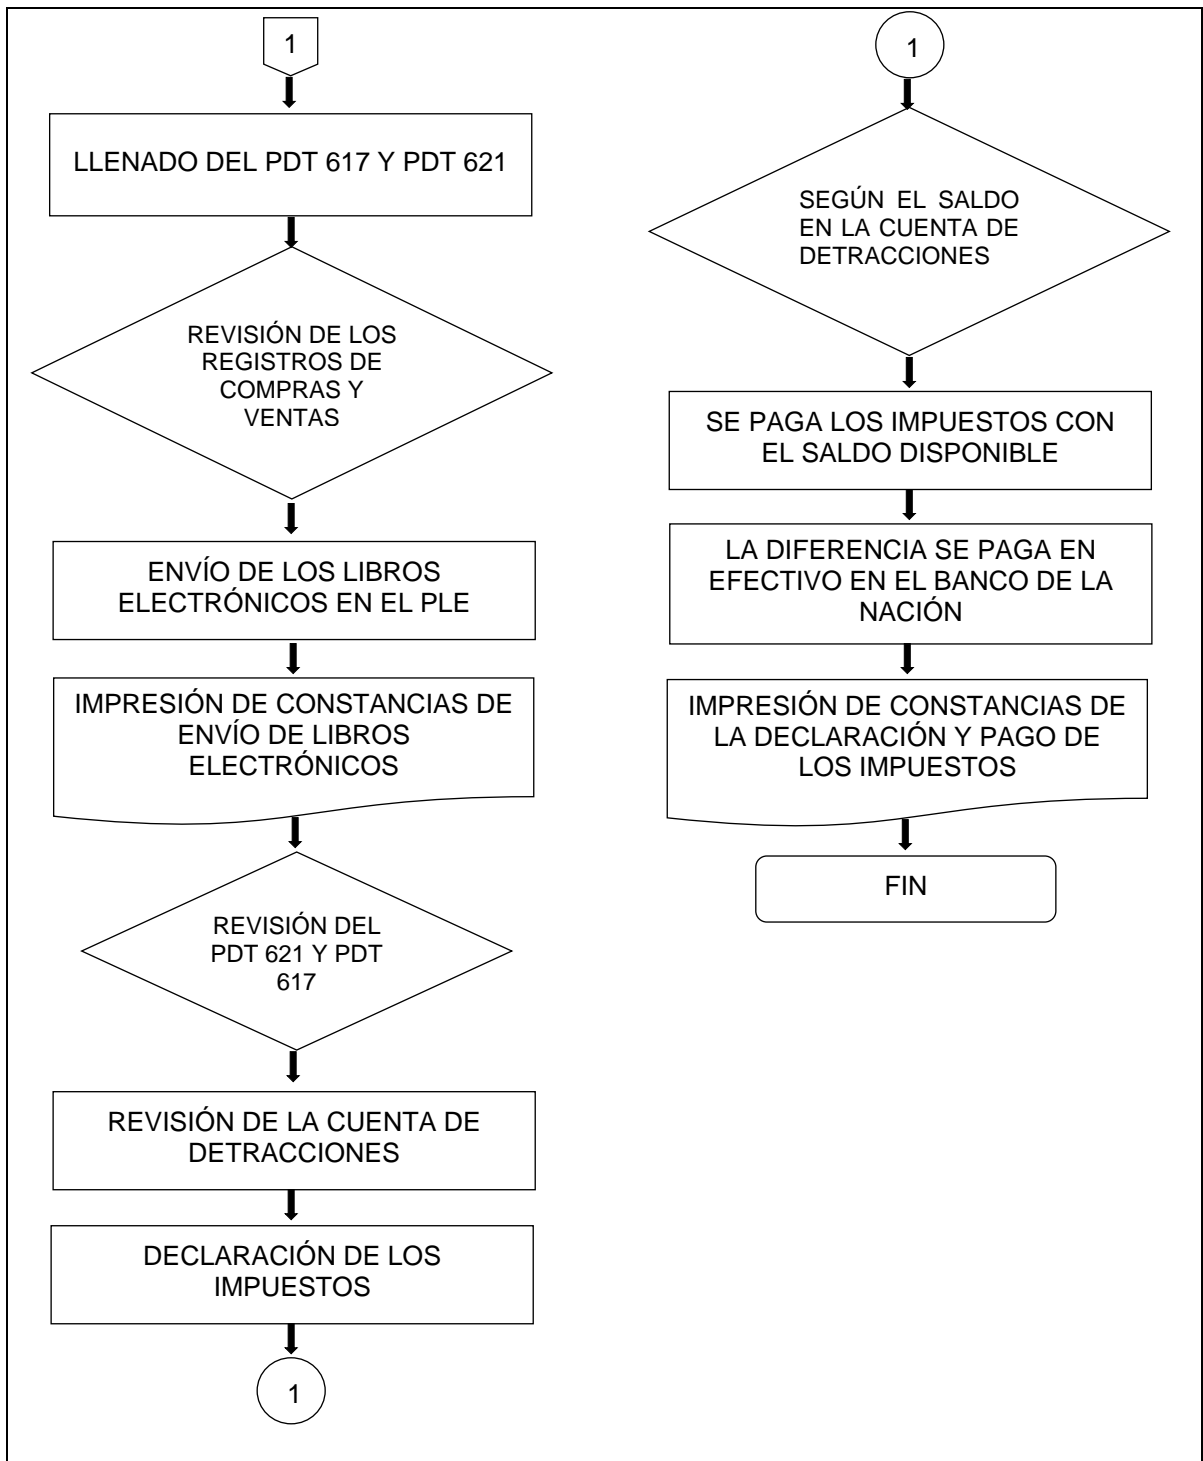 1
LLENADO DEL PDT 617 Y PDT 621
REVISIÓN DE LOS
REGISTROS DE
COMPRAS Y
VENTAS
ENVÍO DE LOS LIBROS
ELECTRÓNICOS EN EL PLE
IMPRESIÓN DE CONSTANCIAS DE
ENVÍO DE LIBROS
ELECTRÓNICOS
REVISIÓN DEL
PDT 621 Y PDT
617
REVISIÓN DE LA CUENTA DE
DETRACCIONES
DECLARACIÓN DE LOS
IMPUESTOS
1
1
SEGÚN EL SALDO
EN LA CUENTA DE
DETRACCIONES
SE PAGA LOS IMPUESTOS CON
EL SALDO DISPONIBLE
LA DIFERENCIA SE PAGA EN
EFECTIVO EN EL BANCO DE LA
NACIÓN
IMPRESIÓN DE CONSTANCIAS DE
LA DECLARACIÓN Y PAGO DE
LOS IMPUESTOS
FIN